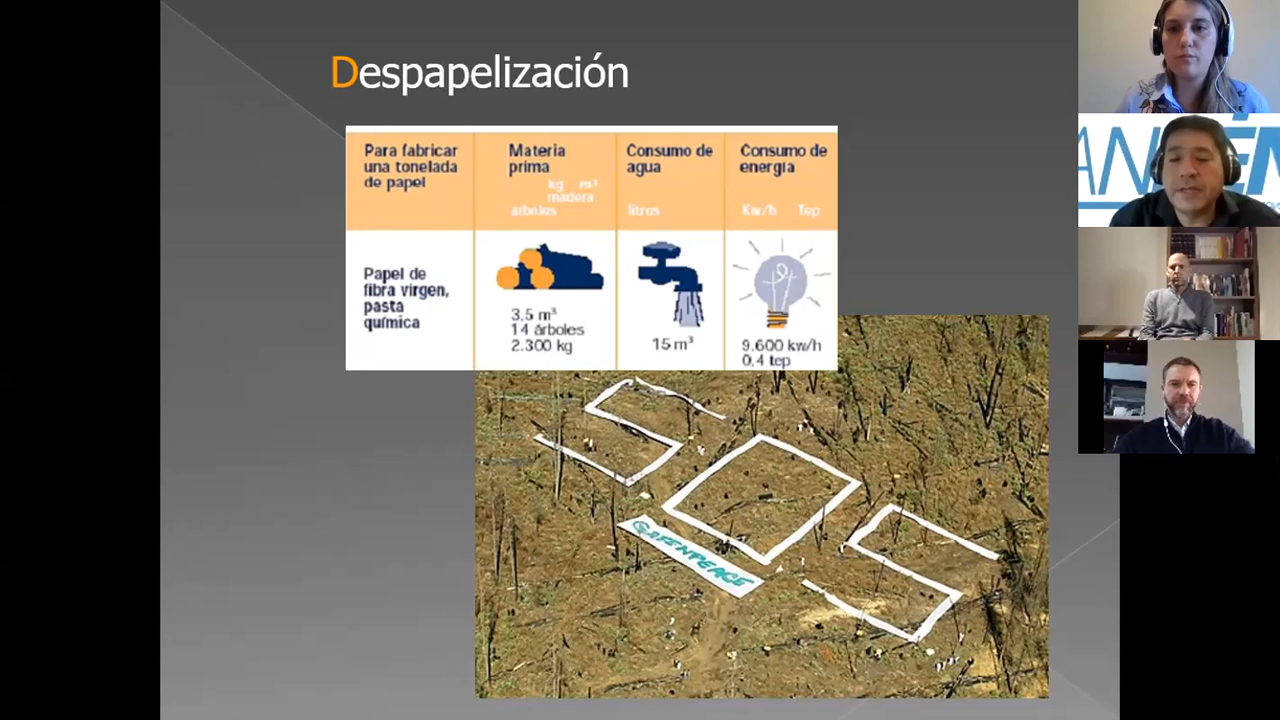 Despapelización
Para fabricar
una tonelada
de papel
Materia
prima
kg m³
madera
árboles
Consumo de
agua
litros
Consumo de
energía
Kw/h Tep
Papel de
fibra virgen,
pasta
química
3,5 m³
14 árboles
2.300 kg
15 m³
9.600 kw/h
0,4 tep
GREENPEACE
SOS